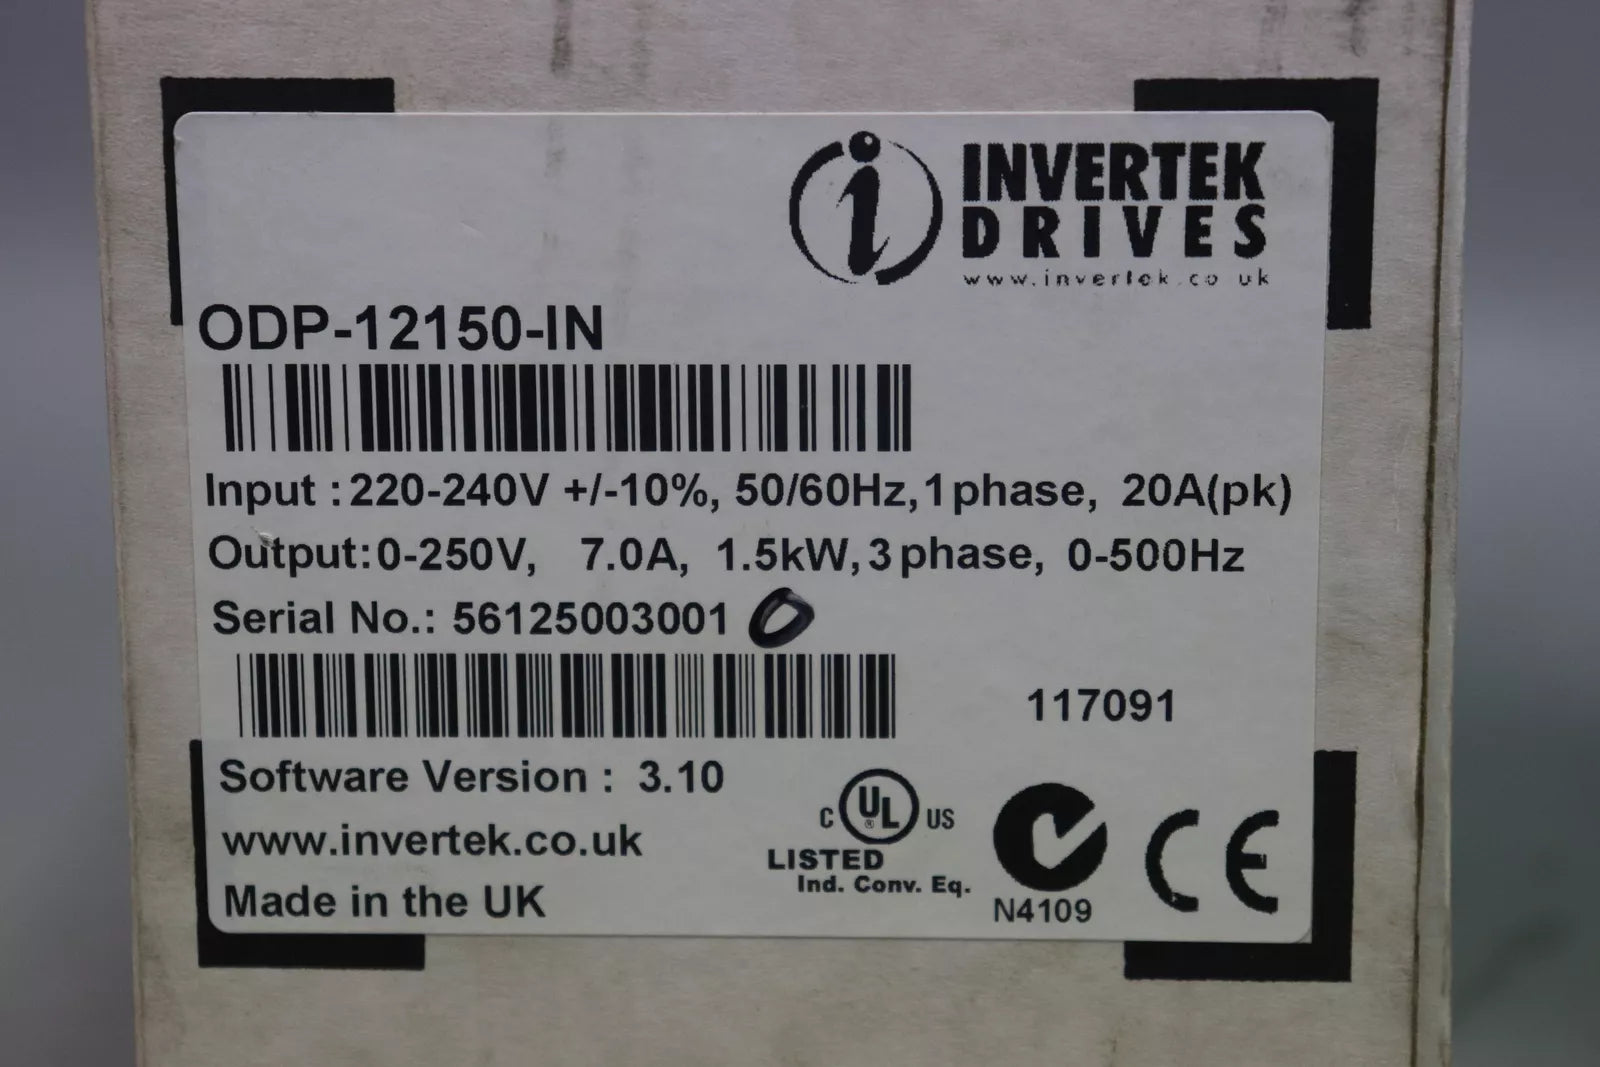 INVERTEK
DRIVES
www.invertek.co uk
ODP-12150-IN
Input : 220-240V +/-10%, 50/60Hz, 1 phase, 20A(pk)
Output: 0-250V, 7.0A, 1.5kW, 3 phase, 0-500Hz
Serial No.: 56125003001 0
117091
Software Version : 3.10
www.invertek.co.uk
Made in the UK
C UL ® US
LISTED
Ind. Conv. Eq.
N4109
CE